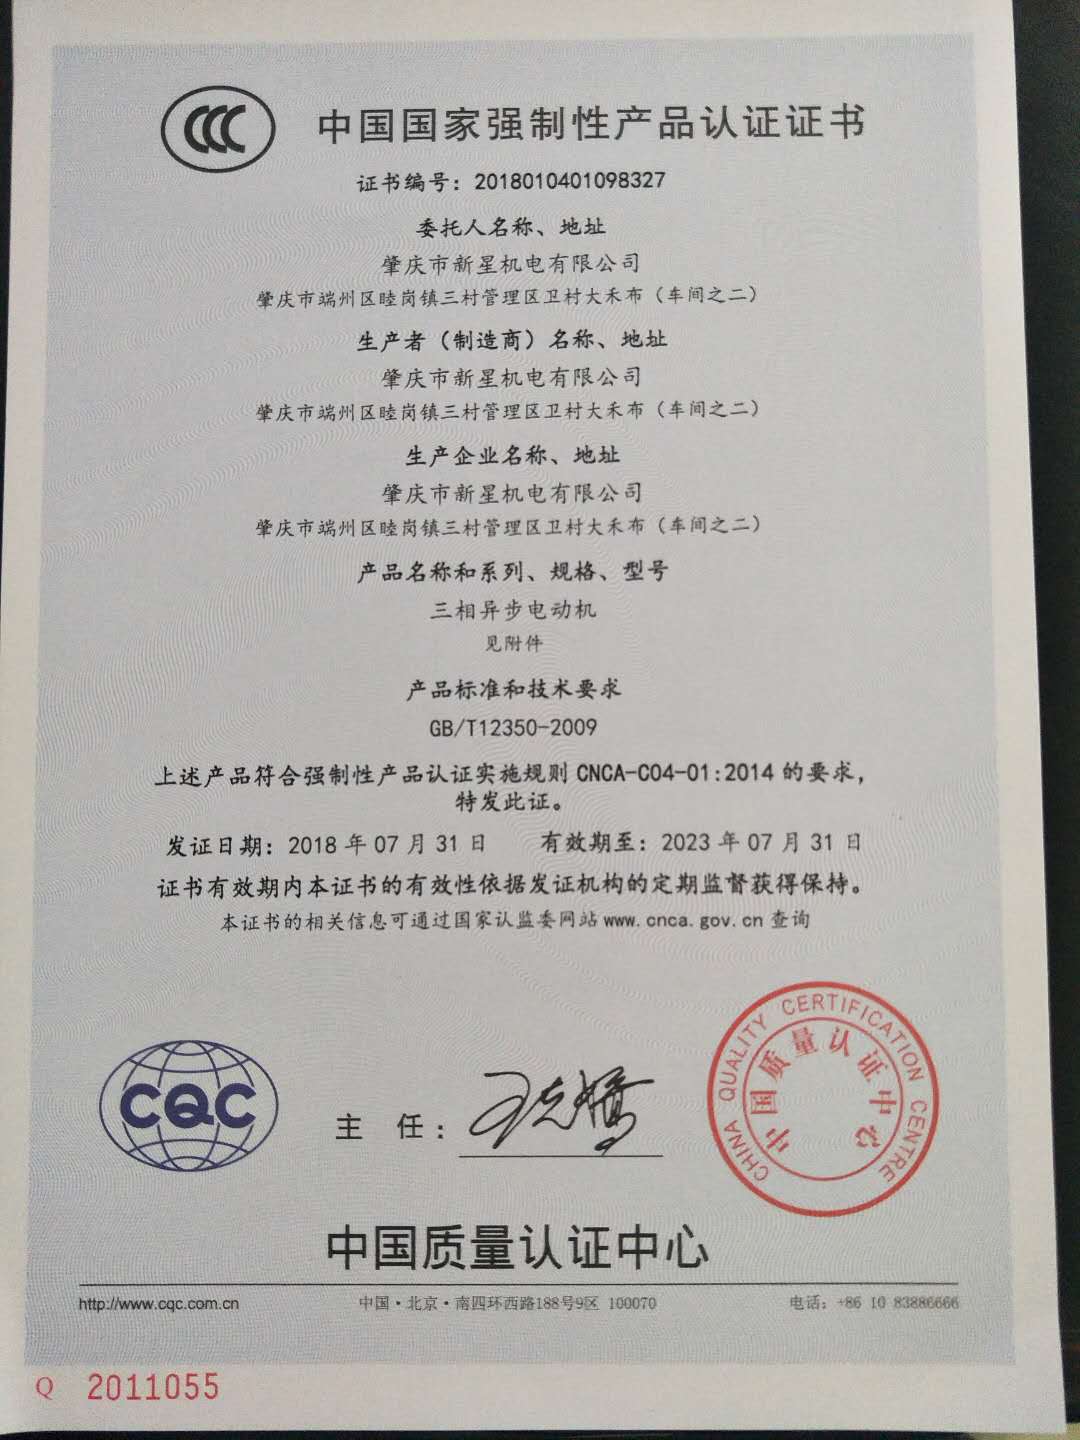 CCC
中国国家强制性产品认证证书
证书编号：2018010401098327
委托人名称、地址
肇庆市新星机电有限公司
肇庆市端州区睦岗镇三村管理区卫村大禾布（车间之二）
生产者（制造商）名称、地址
肇庆市新星机电有限公司
肇庆市端州区睦岗镇三村管理区卫村大禾布（车间之二）
生产企业名称、地址
肇庆市新星机电有限公司
肇庆市端州区睦岗镇三村管理区卫村大禾布（车间之二）
产品名称和系列、规格、型号
三相异步电动机
见附件
产品标准和技术要求
GB/T12350-2009
上述产品符合强制性产品认证实施规则 CNCA-C04-01:2014 的要求，
特发此证。
发证日期：2018 年 07 月 31 日 有效期至：2023 年 07 月 31 日
证书有效期内本证书的有效性依据发证机构的定期监督获得保持。
本证书的相关信息可通过国家认监委网站 www.cnca.gov.cn 查询
CHINA QUALITY CERTIFICATION CENTRE
中国质量认证中心
CQC
主 任：
中国质量认证中心
http://www.cqc.com.cn 中国·北京·南四环西路188号9区 100070 电话：+86 10 83886666
Q 2011055